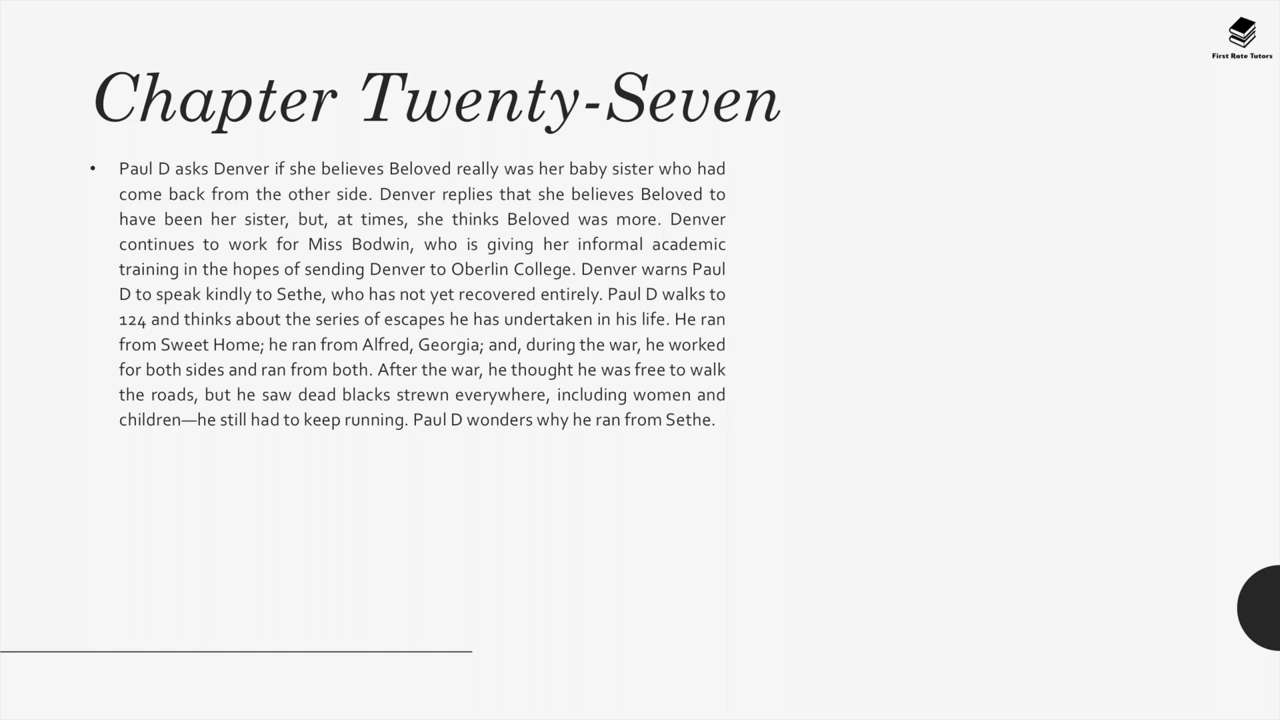 First Rate Tutors
Chapter Twenty-Seven
• Paul D asks Denver if she believes Beloved really was her baby sister who had
come back from the other side. Denver replies that she believes Beloved to
have been her sister, but, at times, she thinks Beloved was more. Denver
continues to work for Miss Bodwin, who is giving her informal academic
training in the hopes of sending Denver to Oberlin College. Denver warns Paul
D to speak kindly to Sethe, who has not yet recovered entirely. Paul D walks to
124 and thinks about the series of escapes he has undertaken in his life. He ran
from Sweet Home; he ran from Alfred, Georgia; and, during the war, he worked
for both sides and ran from both. After the war, he thought he was free to walk
the roads, but he saw dead blacks strewn everywhere, including women and
children—he still had to keep running. Paul D wonders why he ran from Sethe.